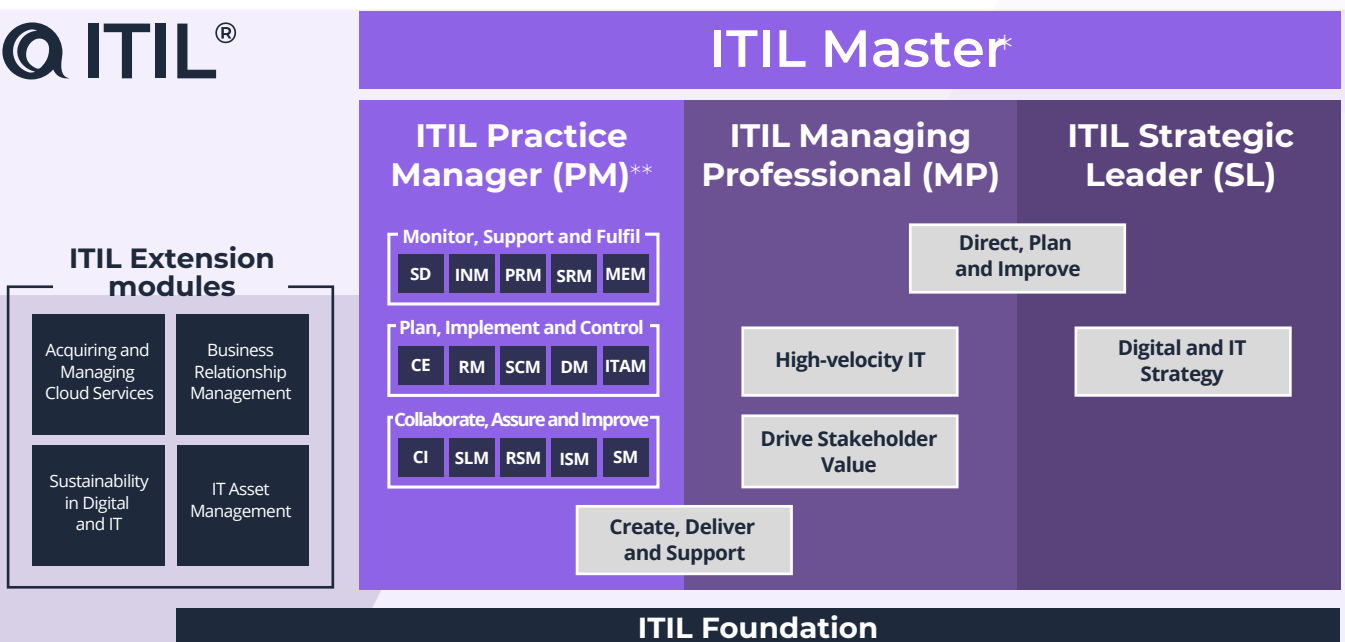 ITIL®
ITIL Master*
ITIL Practice
Manager (PM)**
ITIL Managing
Professional (MP)
ITIL Strategic
Leader (SL)
ITIL Extension
modules
Acquiring and
Managing
Cloud Services
Business
Relationship
Management
Sustainability
in Digital
and IT
IT Asset
Management
Monitor, Support and Fulfil
SD INM PRM SRM MEM
Plan, Implement and Control
CE RM SCM DM ITAM
Collaborate, Assure and Improve
CI SLM RSM ISM SM
Create, Deliver
and Support
Direct, Plan
and Improve
High-velocity IT
Drive Stakeholder
Value
Digital and IT
Strategy
ITIL Foundation